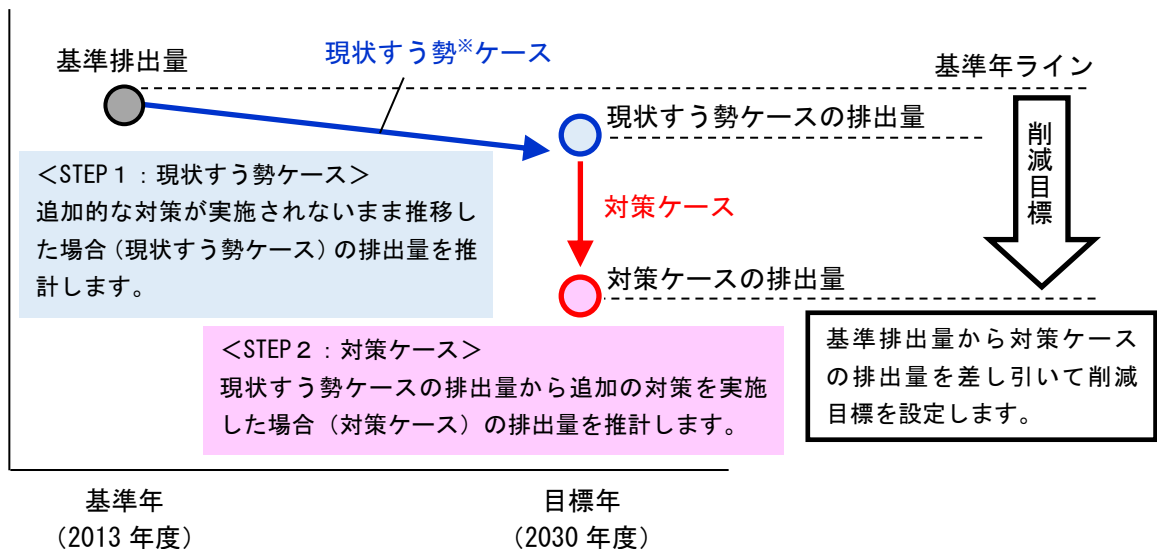 基準排出量
現状すう勢※ケース
基準年ライン
現状すう勢ケースの排出量
削減目標
＜STEP１：現状すう勢ケース＞
追加的な対策が実施されないまま推移し
た場合（現状すう勢ケース）の排出量を推
計します。
対策ケース
対策ケースの排出量
＜STEP２：対策ケース＞
現状すう勢ケースの排出量から追加の対策を実施
した場合（対策ケース）の排出量を推計します。
基準排出量から対策ケース
の排出量を差し引いて削減
目標を設定します。
基準年
（2013 年度）
目標年
（2030 年度）